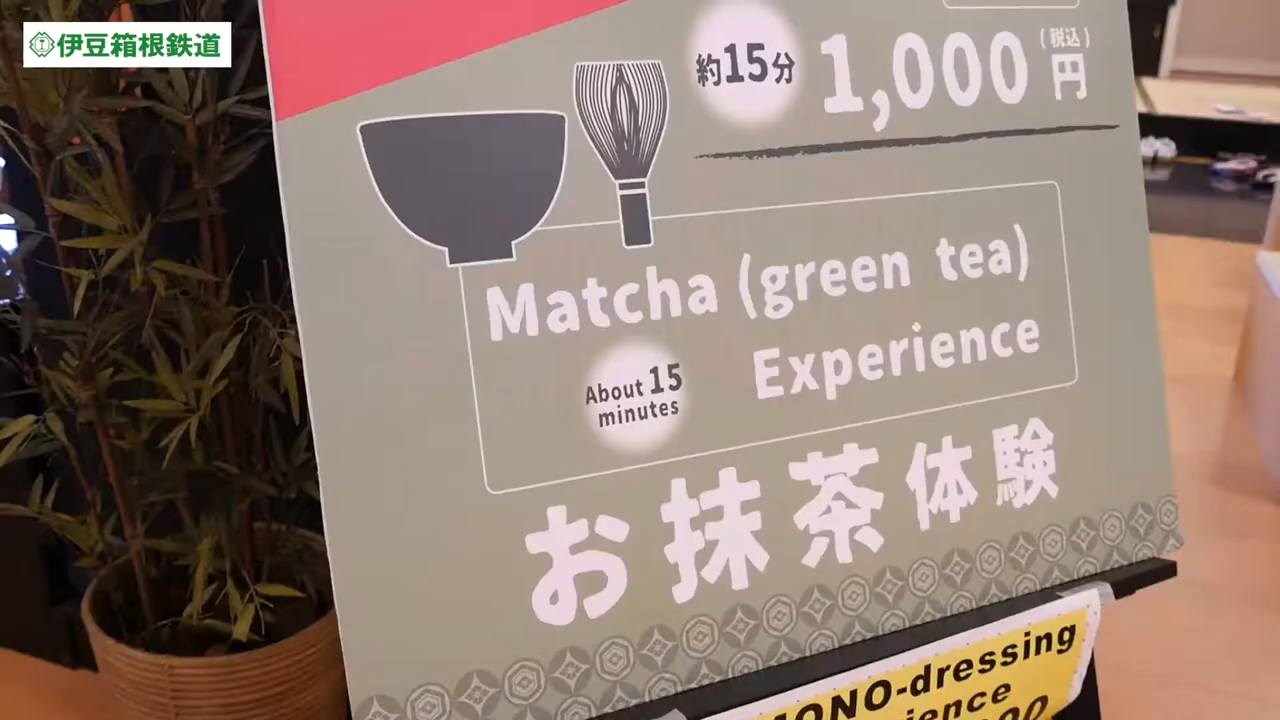 伊豆箱根鉄道
約15分
1,000円
(税込)
Matcha (green tea)
Experience
About 15
minutes
お抹茶体験
ONO-dressing
ience